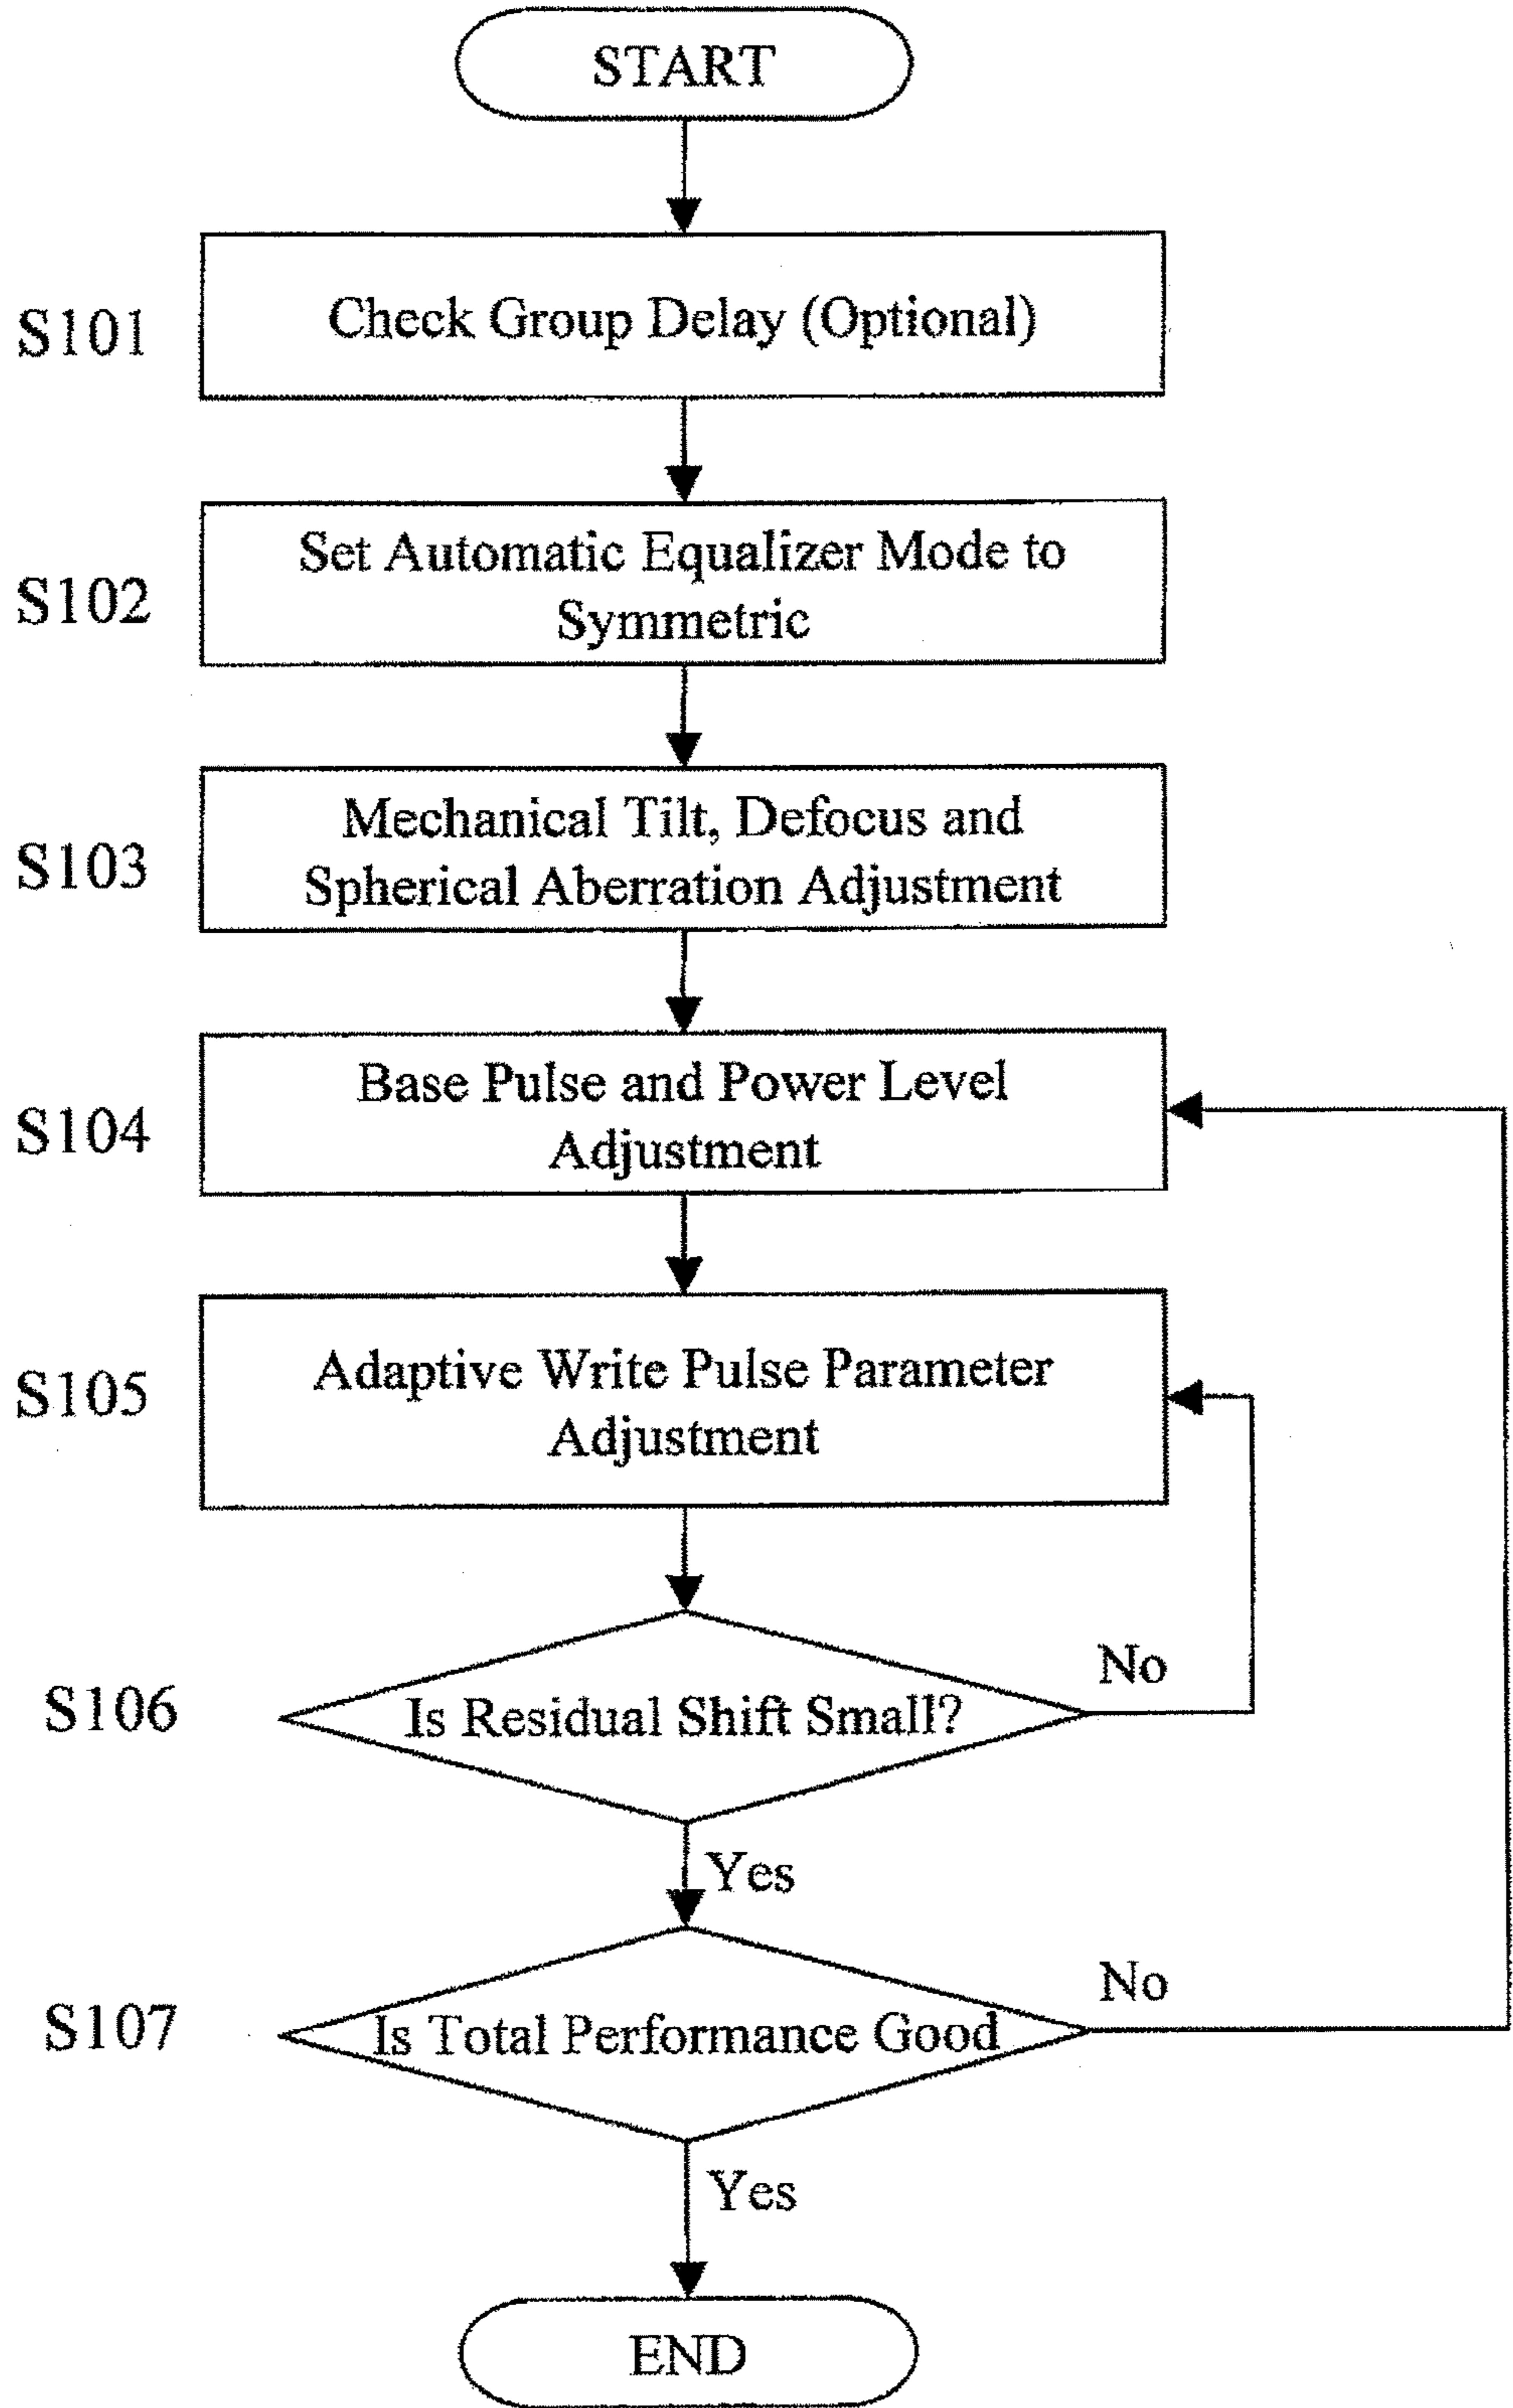 START
S101
Check Group Delay (Optional)
S102
Set Automatic Equalizer Mode to
Symmetric
S103
Mechanical Tilt, Defocus and
Spherical Aberration Adjustment
S104
Base Pulse and Power Level
Adjustment
S105
Adaptive Write Pulse Parameter
Adjustment
S106
Is Residual Shift Small?
No
Yes
S107
Is Total Performance Good
No
Yes
END